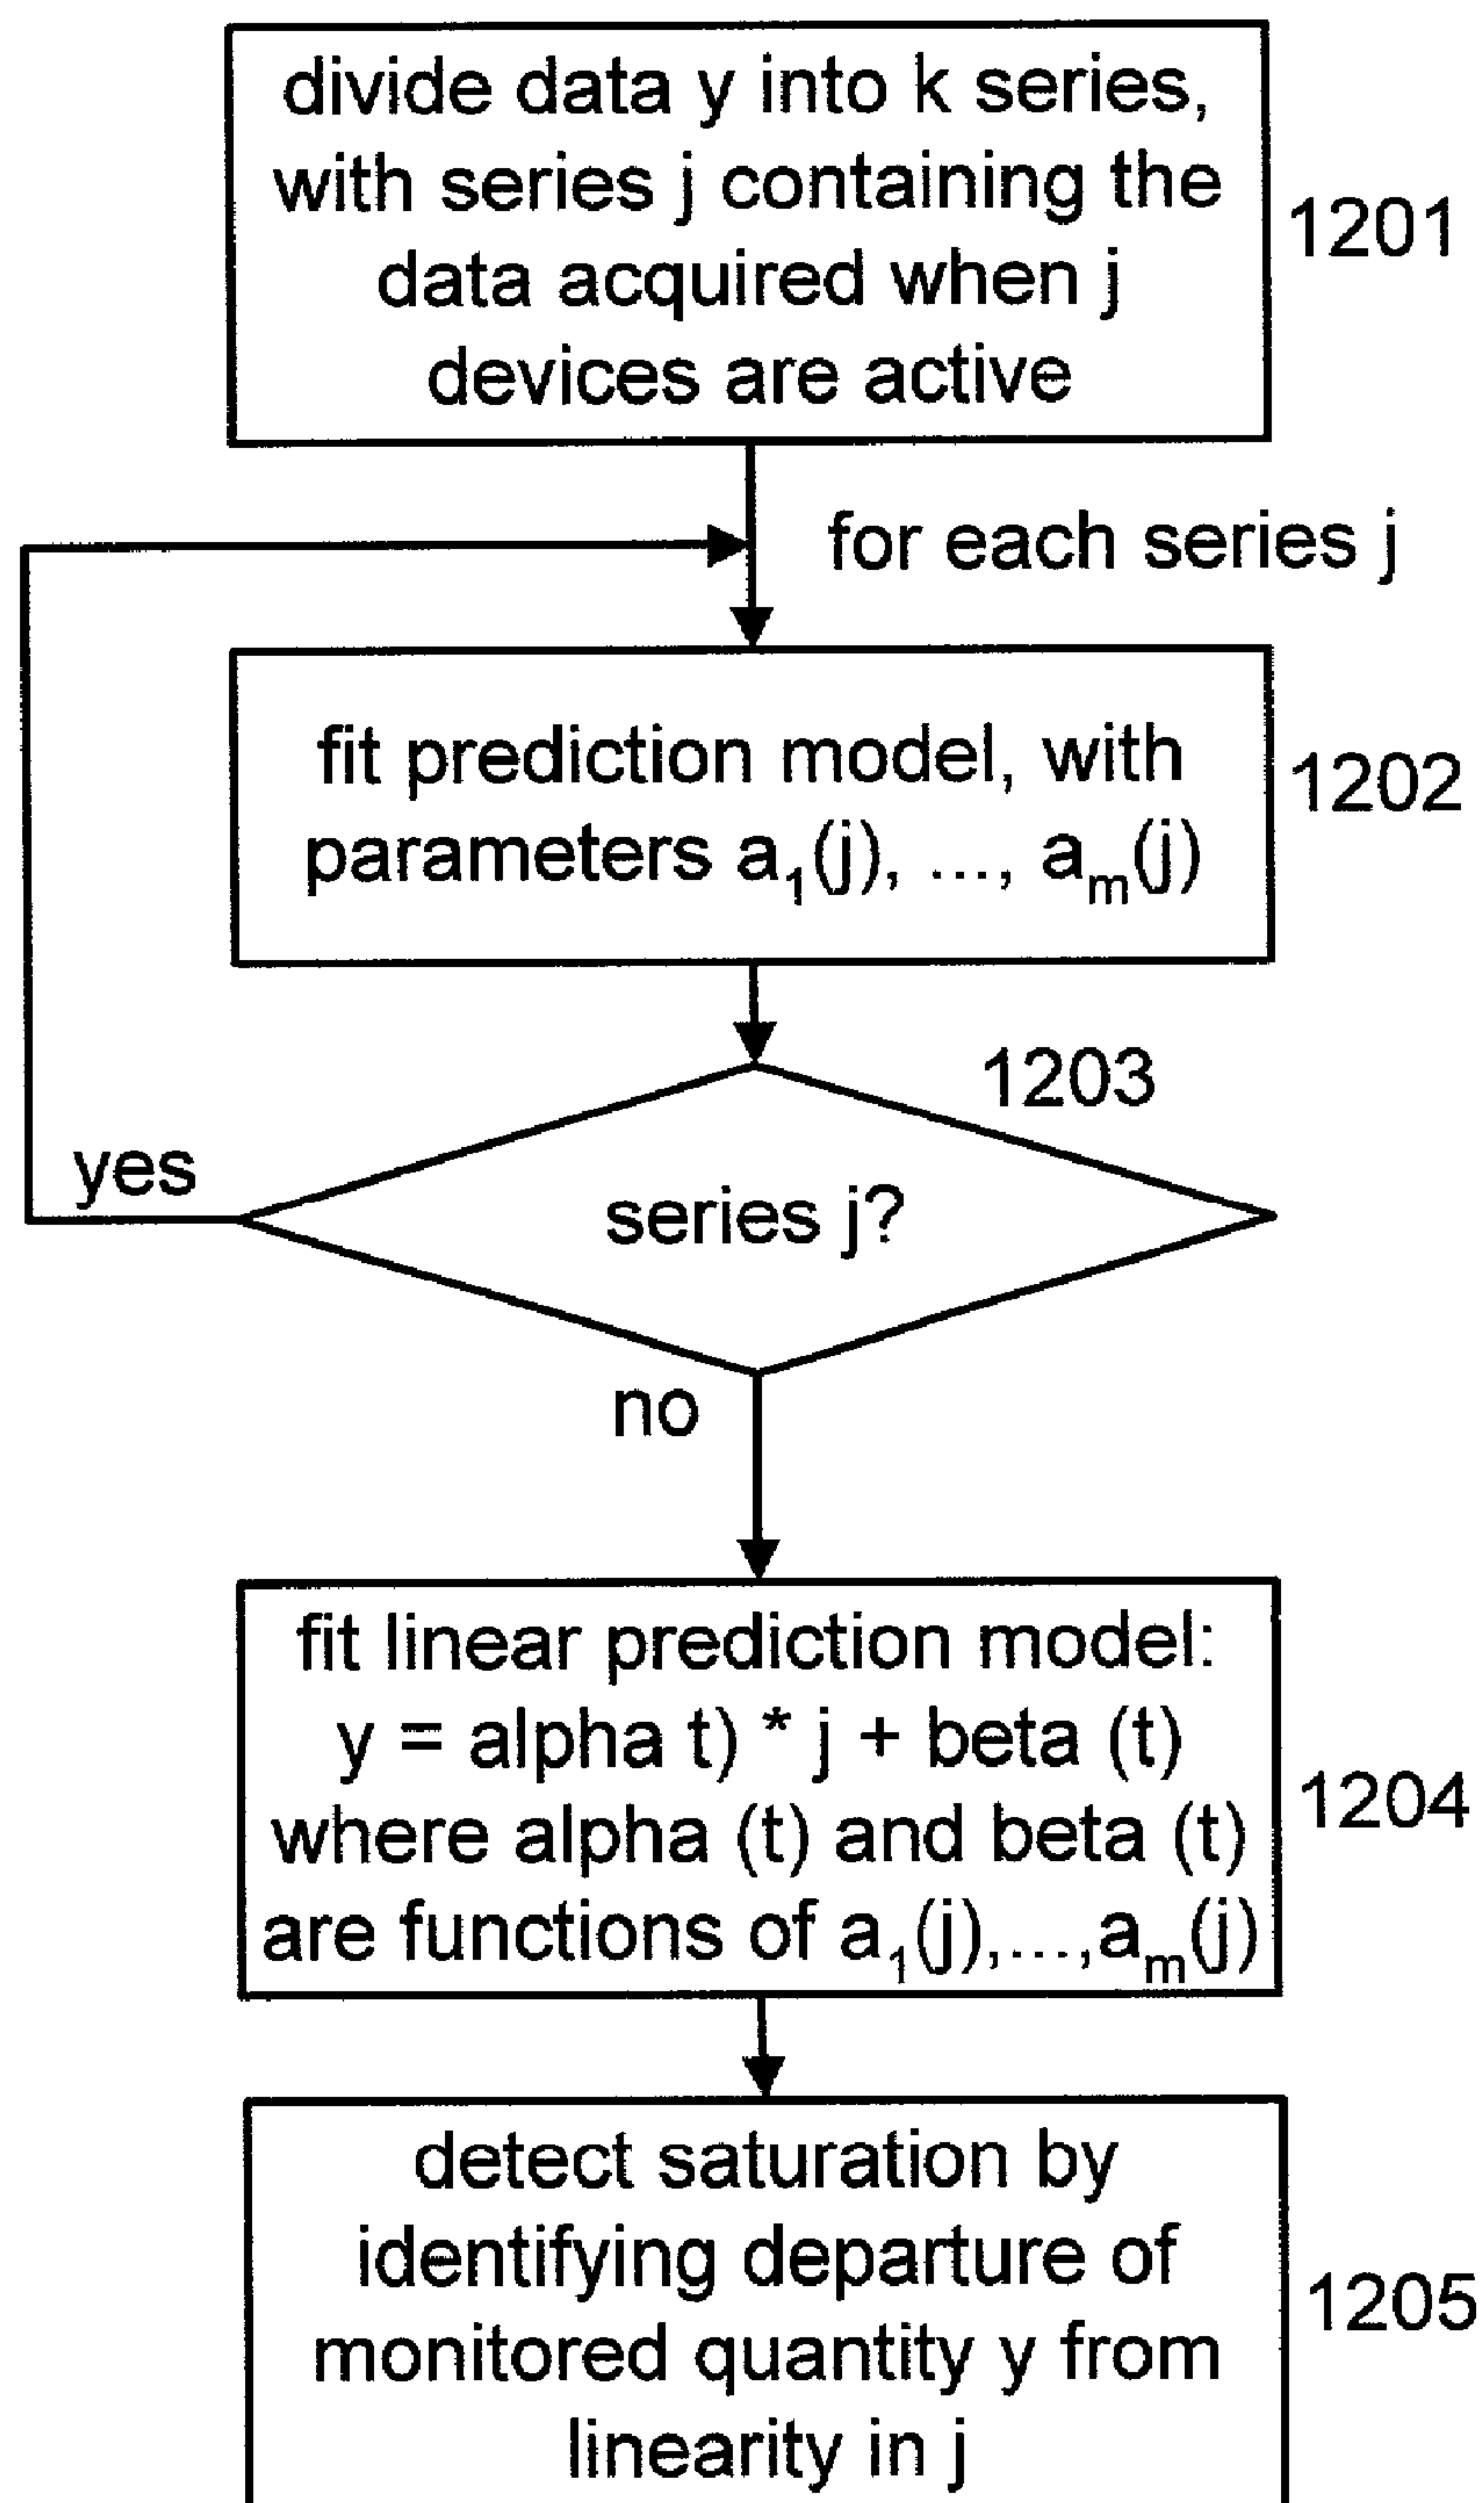 divide data y into k series,
with series j containing the
data acquired when j
devices are active
1201
for each series j
fit prediction model, with
parameters a₁(j), ..., aₘ(j)
1202
1203
yes
series j?
no
fit linear prediction model:
y = alpha t) * j + beta (t)
where alpha (t) and beta (t)
are functions of a₁(j),...,aₘ(j)
1204
detect saturation by
identifying departure of
monitored quantity y from
linearity in j
1205